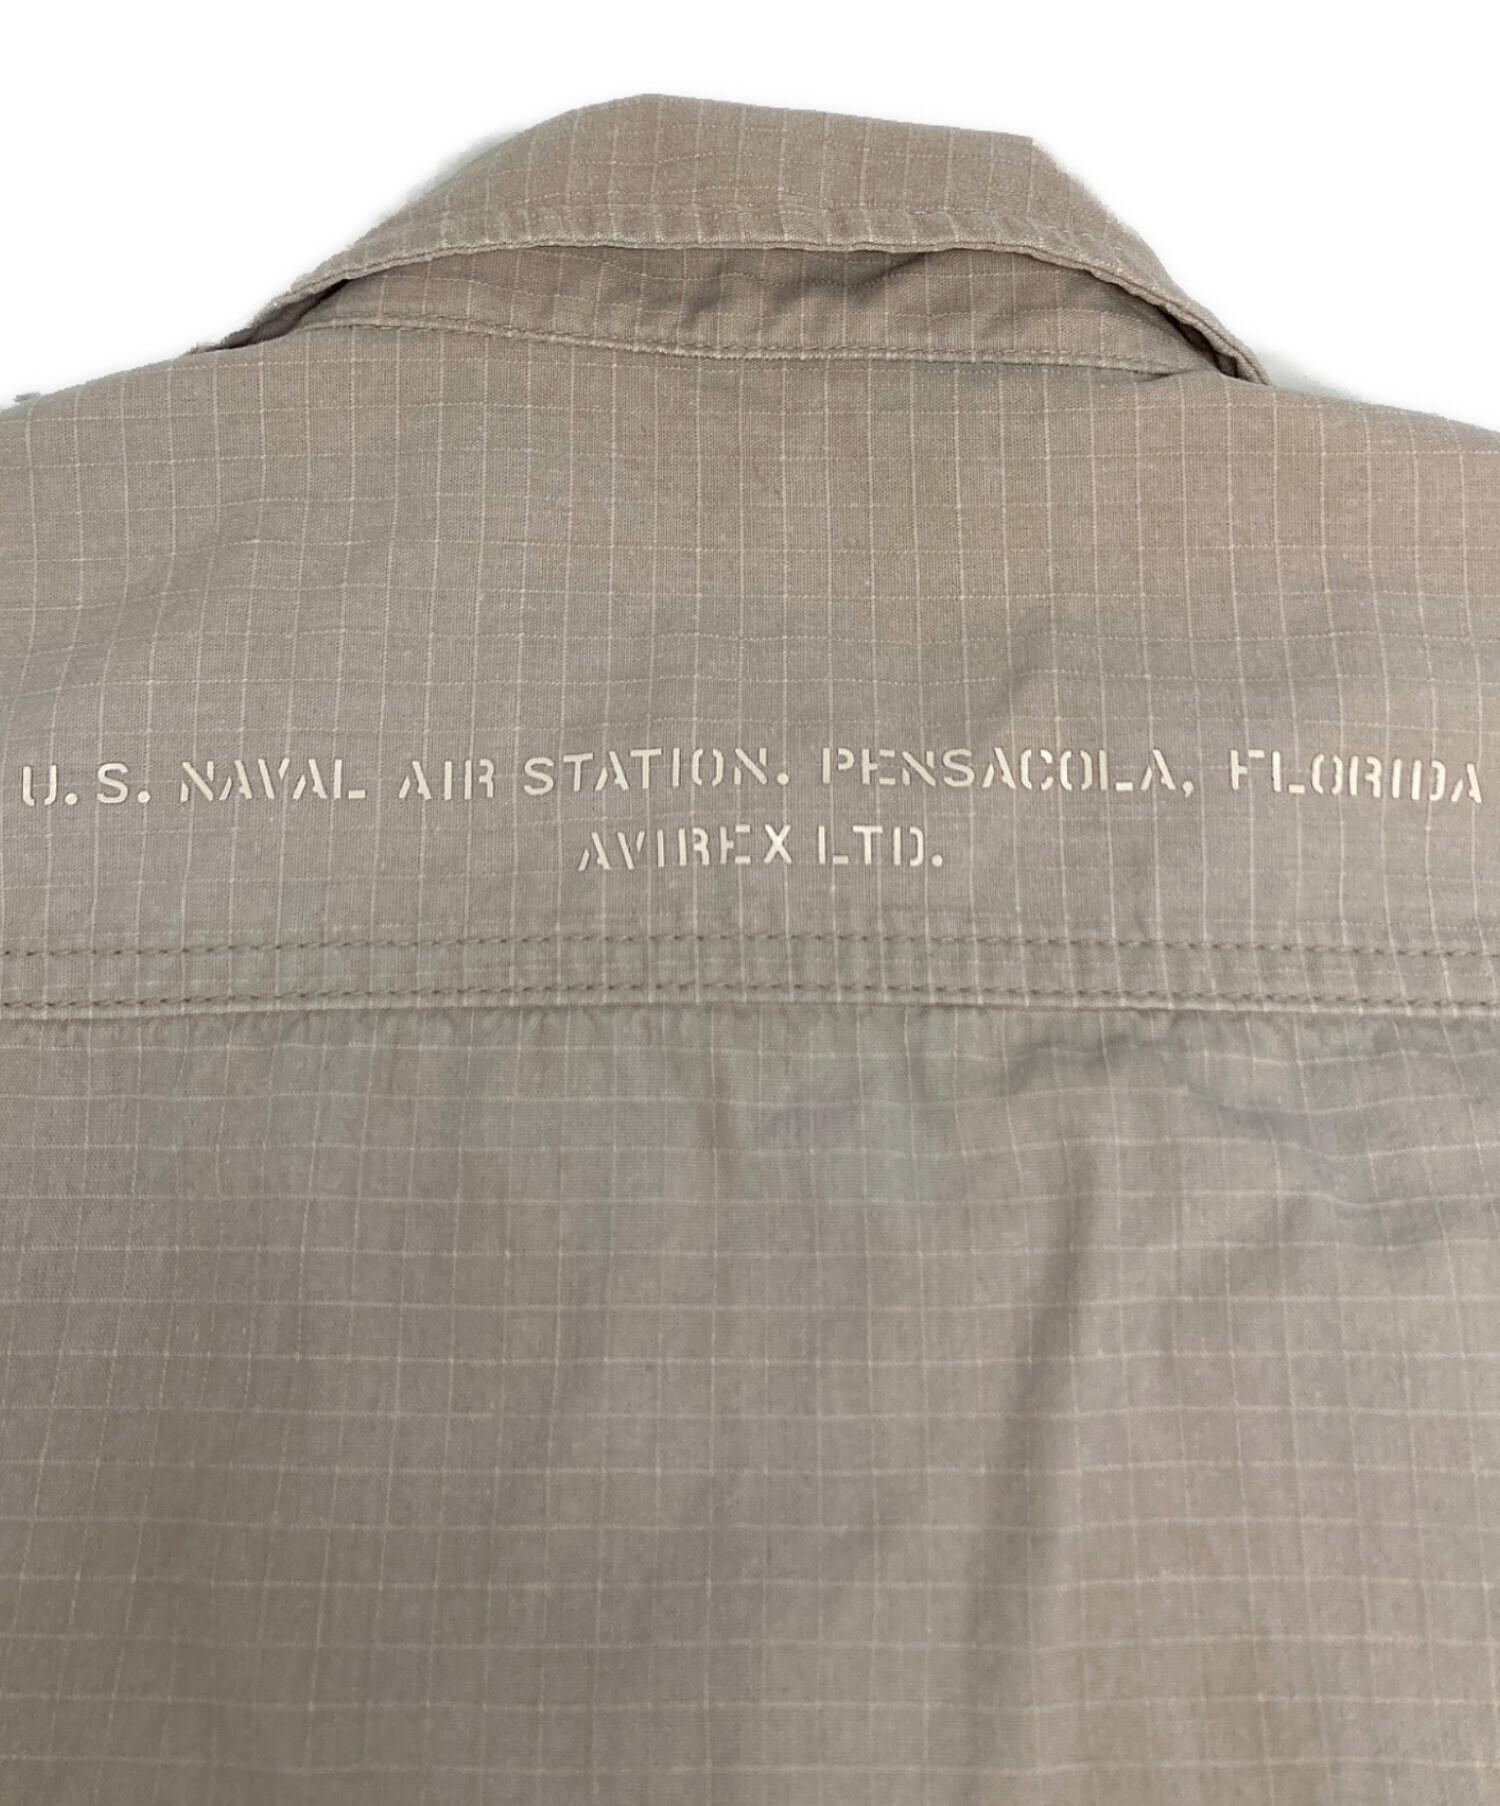 U.S. NAVAL AIR STATION. PENSACOLA, FLORIDA
AVIREX LTD.